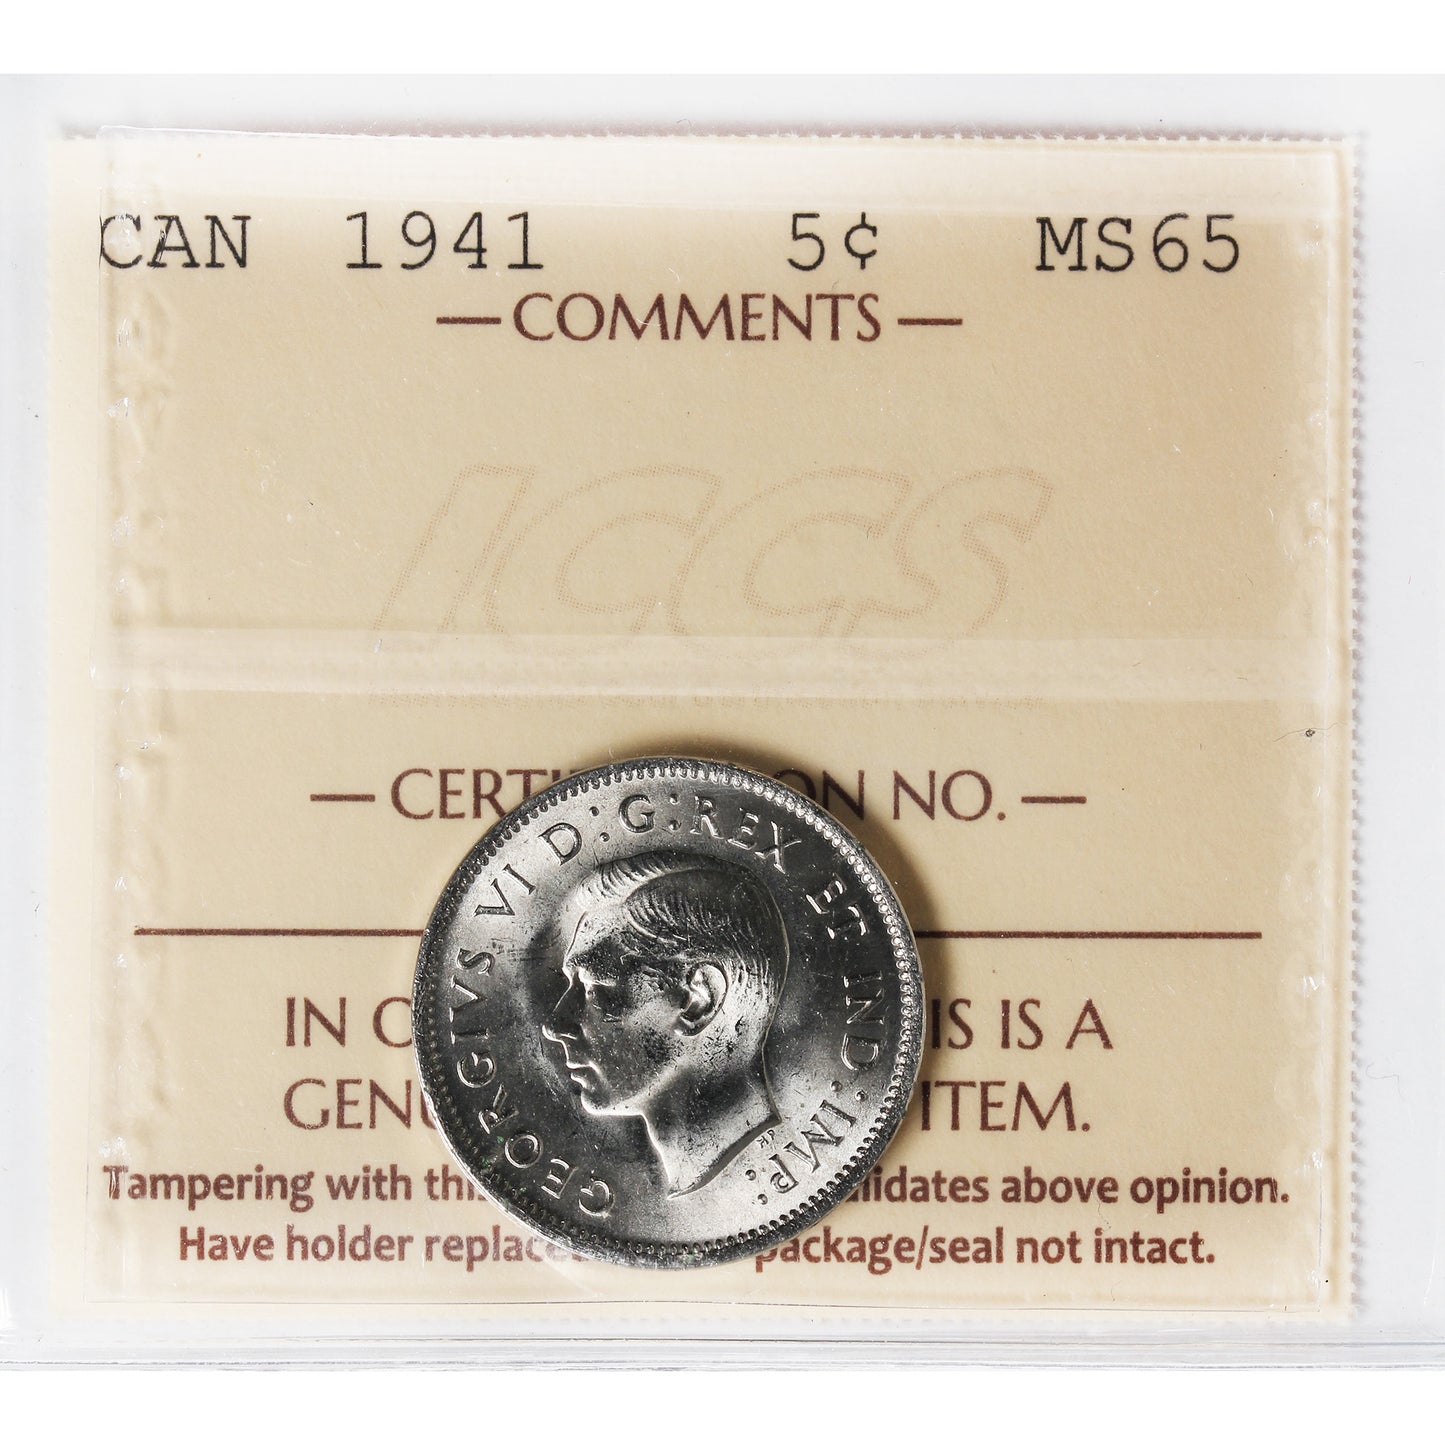 CAN 1941 5¢ MS65
— COMMENTS —
ICCS
— CERTI ON NO. —
IN O IS IS A
GENU ITEM.
Tampering with thi lidates above opinion.
Have holder replace package/seal not intact.
GEORGIVS VI D:G:REX ET IND:IMP:
HP